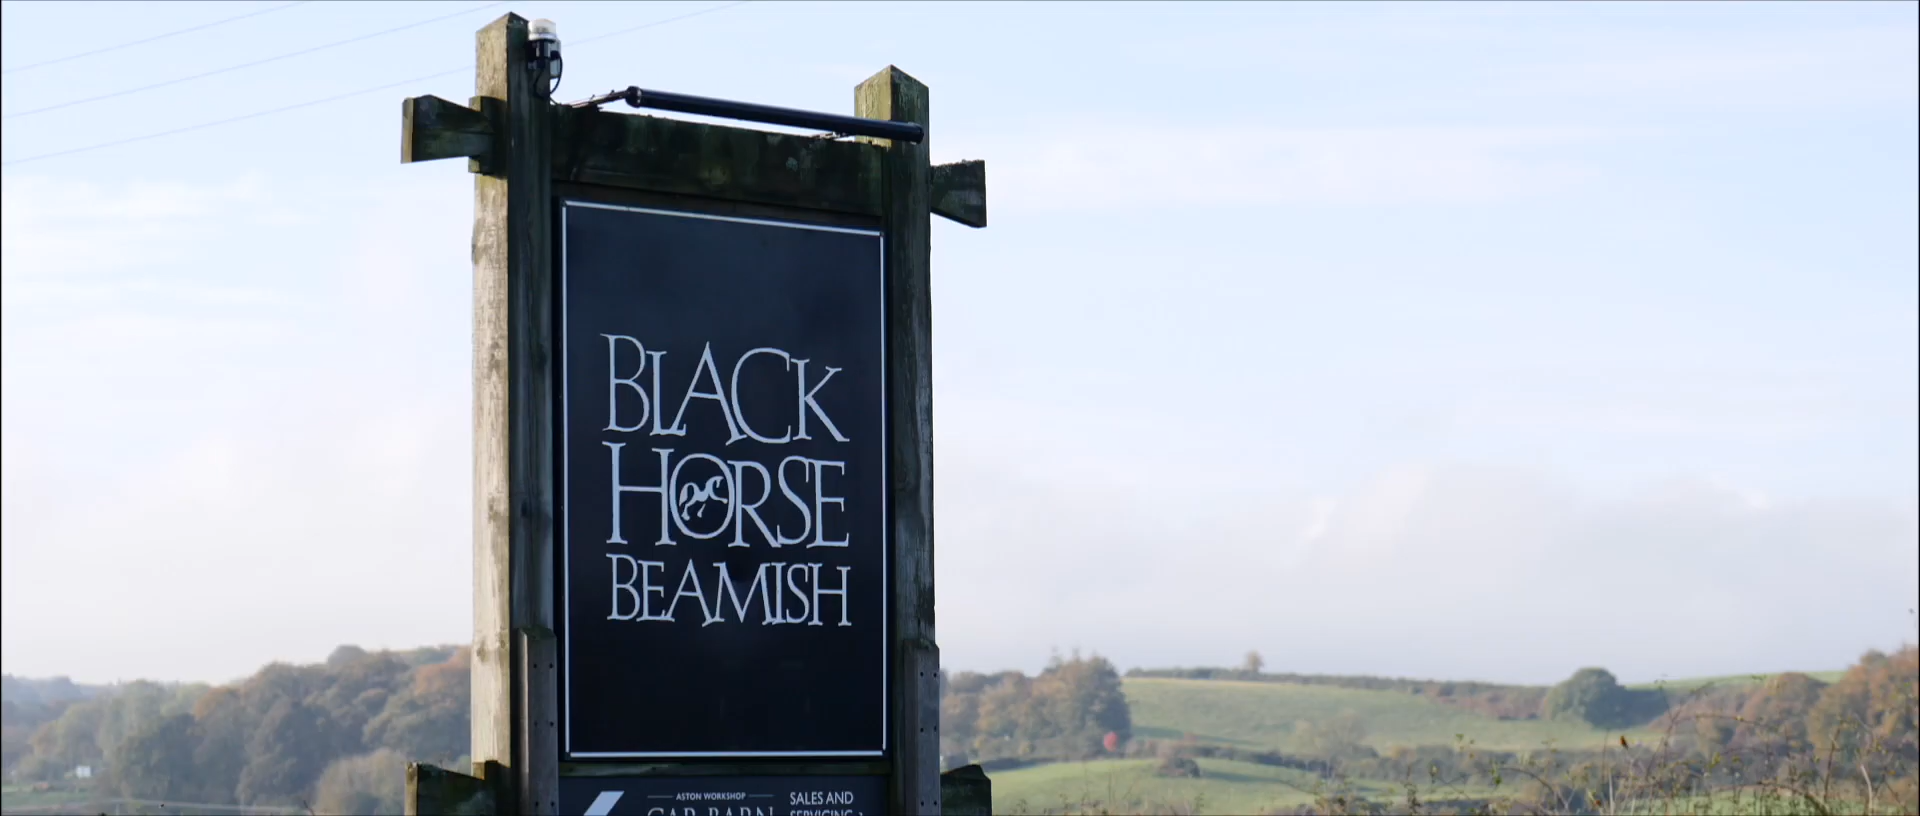 BLACK
HORSE
BEAMISH
ASTON WORKSHOP
CAR BARN
SALES AND
SERVICING